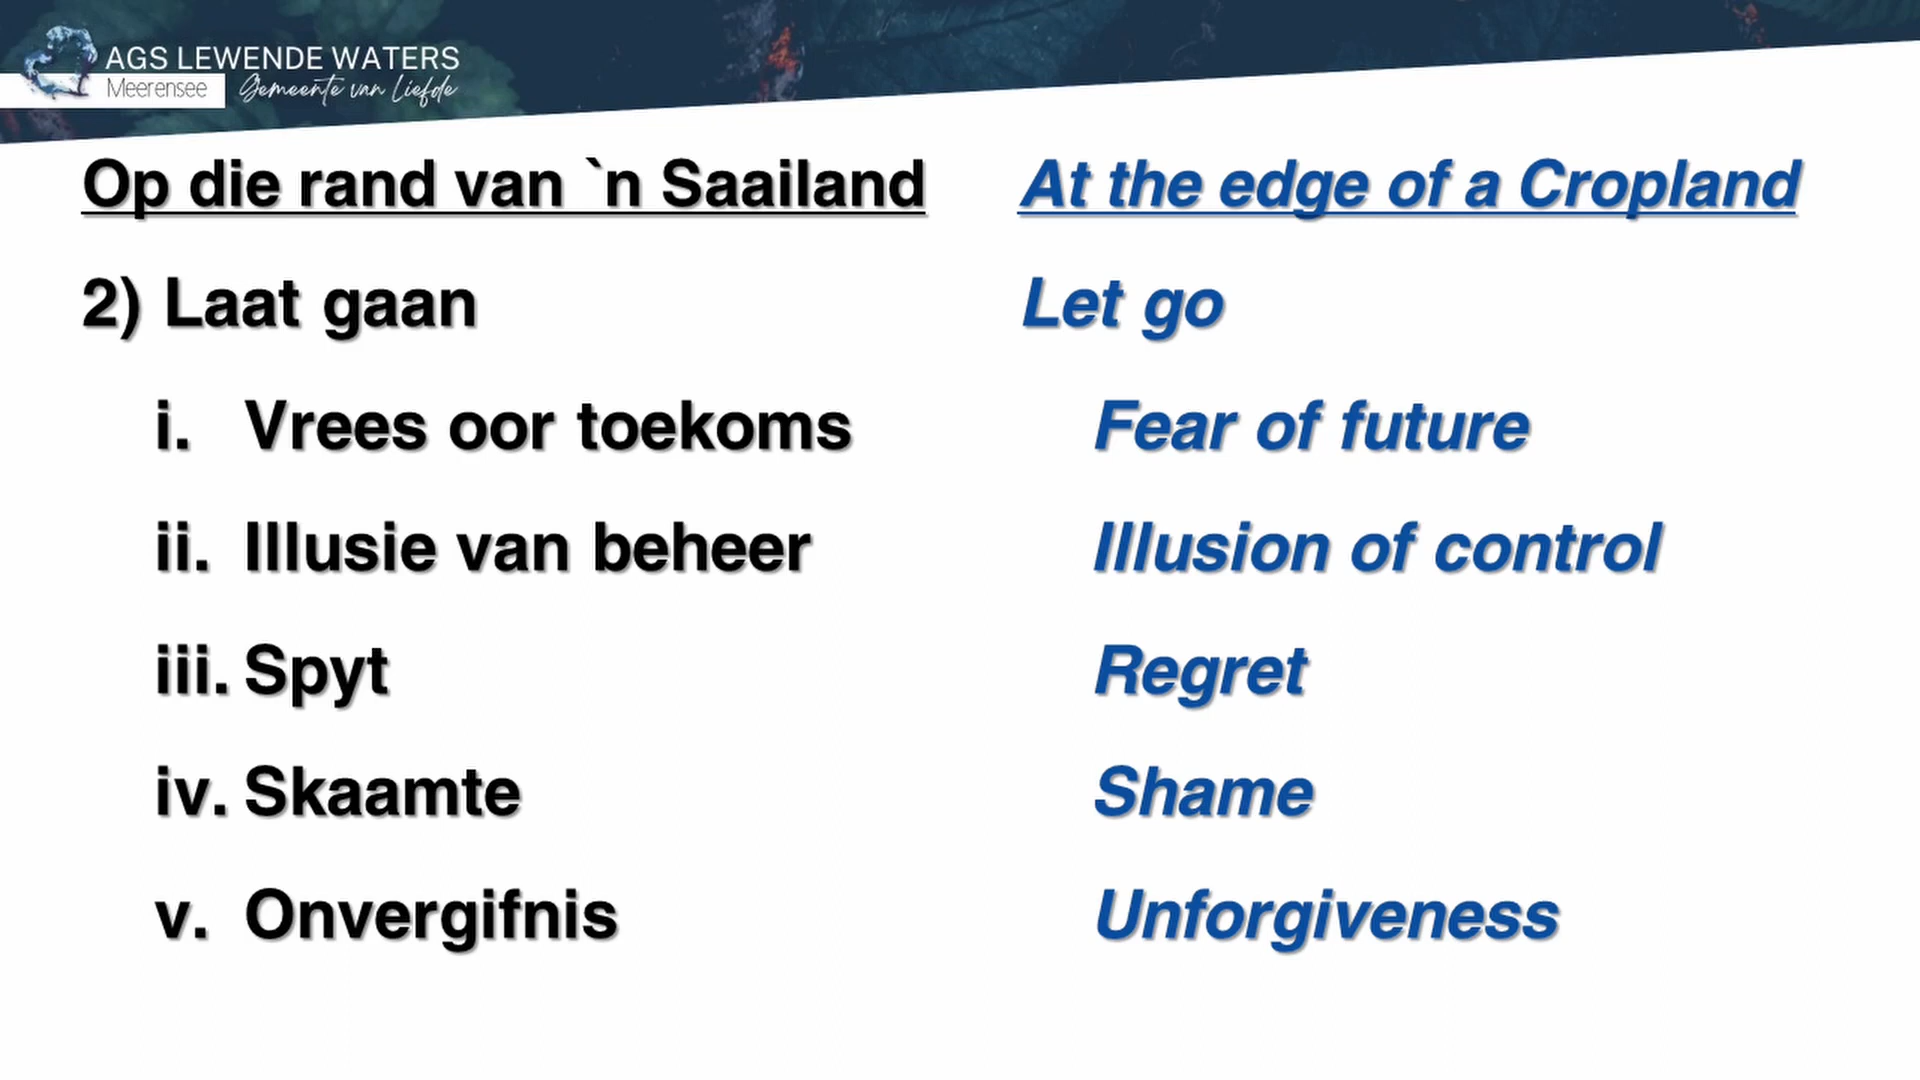 AGS LEWENDE WATERS
Meerensee Gemeente van Liefde
Op die rand van `n Saailand At the edge of a Cropland
2) Laat gaan Let go
i. Vrees oor toekoms Fear of future
ii. Illusie van beheer Illusion of control
iii. Spyt Regret
iv. Skaamte Shame
v. Onvergifnis Unforgiveness